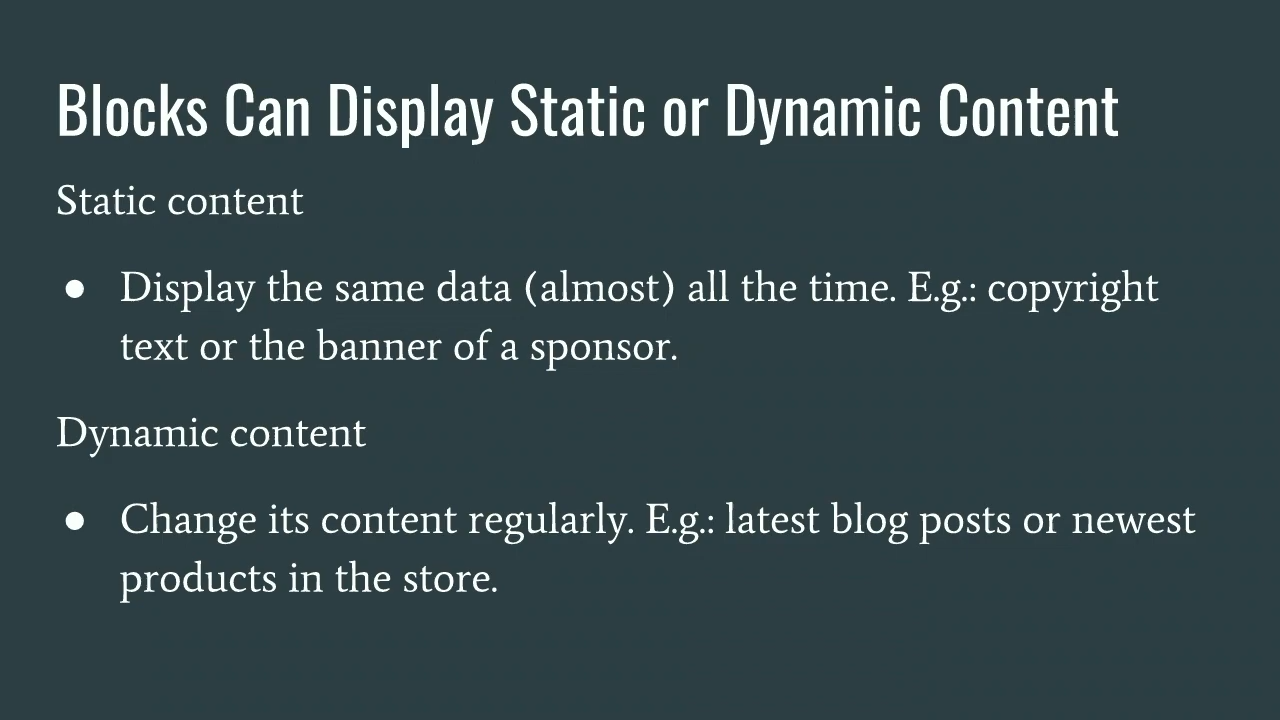 Blocks Can Display Static or Dynamic Content
Static content
● Display the same data (almost) all the time. E.g.: copyright
text or the banner of a sponsor.
Dynamic content
● Change its content regularly. E.g.: latest blog posts or newest
products in the store.